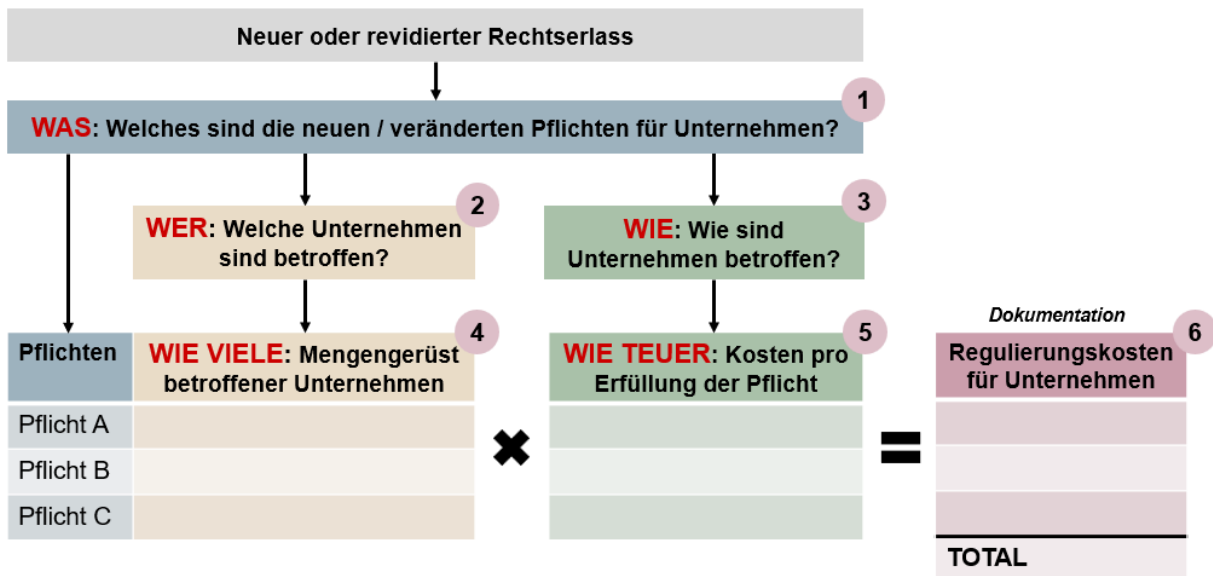 Neuer oder revidierter Rechtserlass
1
WAS: Welches sind die neuen / veränderten Pflichten für Unternehmen?
2
WER: Welche Unternehmen
sind betroffen?
3
WIE: Wie sind
Unternehmen betroffen?
Pflichten
4
WIE VIELE: Mengengerüst
betroffener Unternehmen
5
WIE TEUER: Kosten pro
Erfüllung der Pflicht
Dokumentation
6
Regulierungskosten
für Unternehmen
Pflicht A
Pflicht B
Pflicht C
✖
=
TOTAL